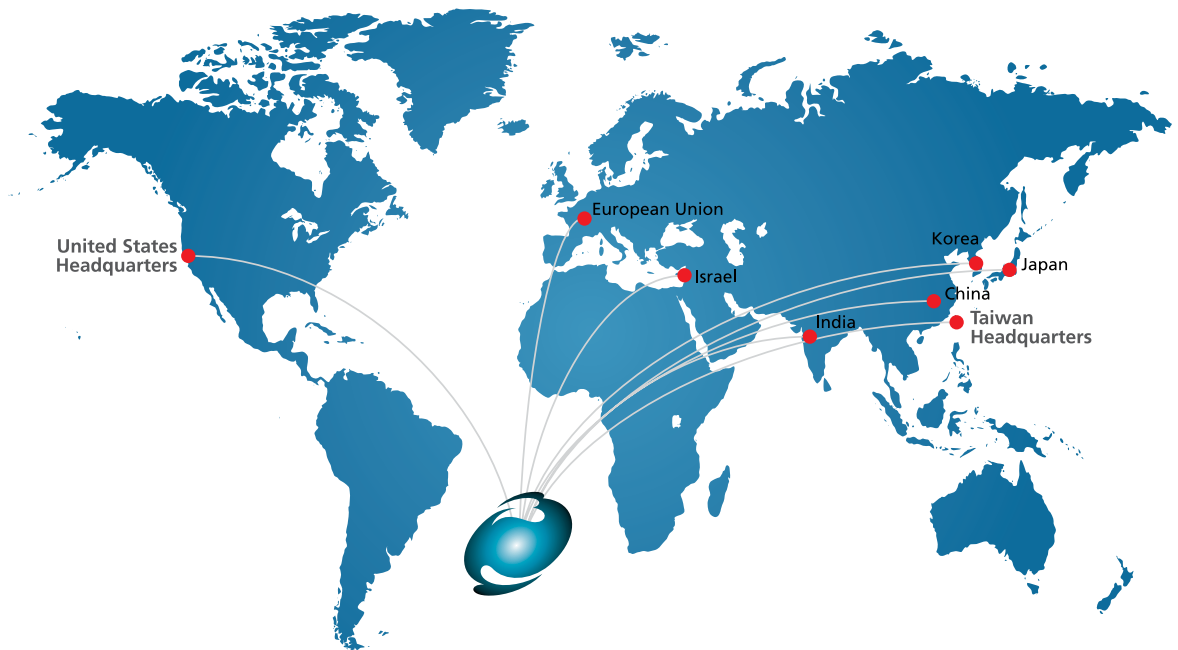 European Union
Korea
United States
Headquarters
Japan
Israel
China
Taiwan
Headquarters
India